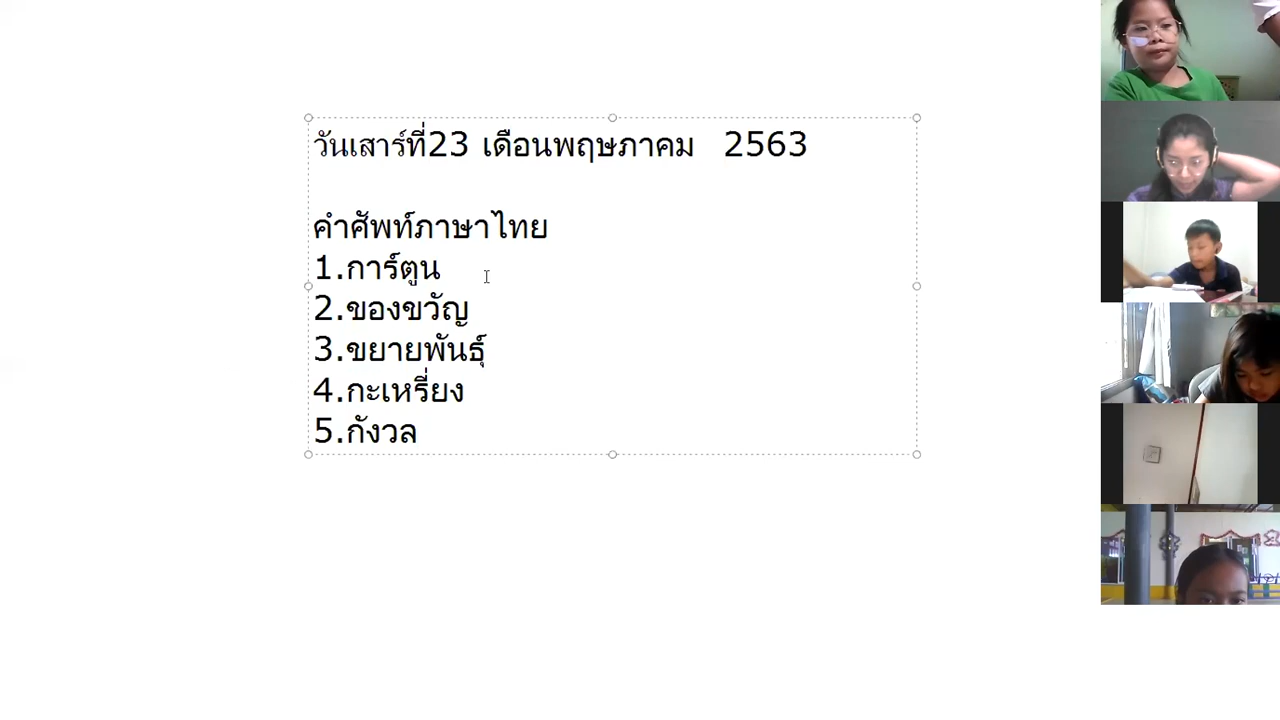 วันเสาร์ที่23 เดือนพฤษภาคม 2563
คำศัพท์ภาษาไทย
1.การ์ตูน
2.ของขวัญ
3.ขยายพันธุ์
4.กะเหรี่ยง
5.กังวล